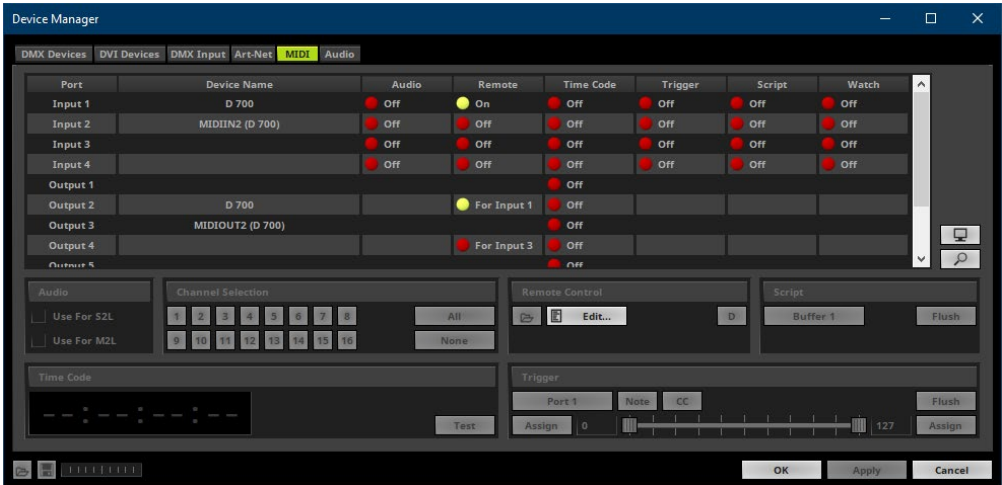 Device Manager
DMX Devices DVI Devices DMX Input Art-Net MIDI Audio
Port Device Name Audio Remote Time Code Trigger Script Watch
Input 1 D 700 Off On Off Off Off Off
Input 2 MIDIIN2 (D 700) Off Off Off Off Off Off
Input 3 Off Off Off Off Off Off
Input 4 Off Off Off Off Off Off
Output 1 Off
Output 2 D 700 For Input 1 Off
Output 3 MIDIOUT2 (D 700) Off
Output 4 For Input 3 Off
Output 5 Off
Audio Channel Selection Remote Control Script
Use For S2L 1 2 3 4 5 6 7 8 All Edit... D Buffer 1 Flush
Use For M2L 9 10 11 12 13 14 15 16 None
Time Code Trigger
Port 1 Note CC Flush
--:--:--:-- Test Assign 0 127 Assign
OK Apply Cancel